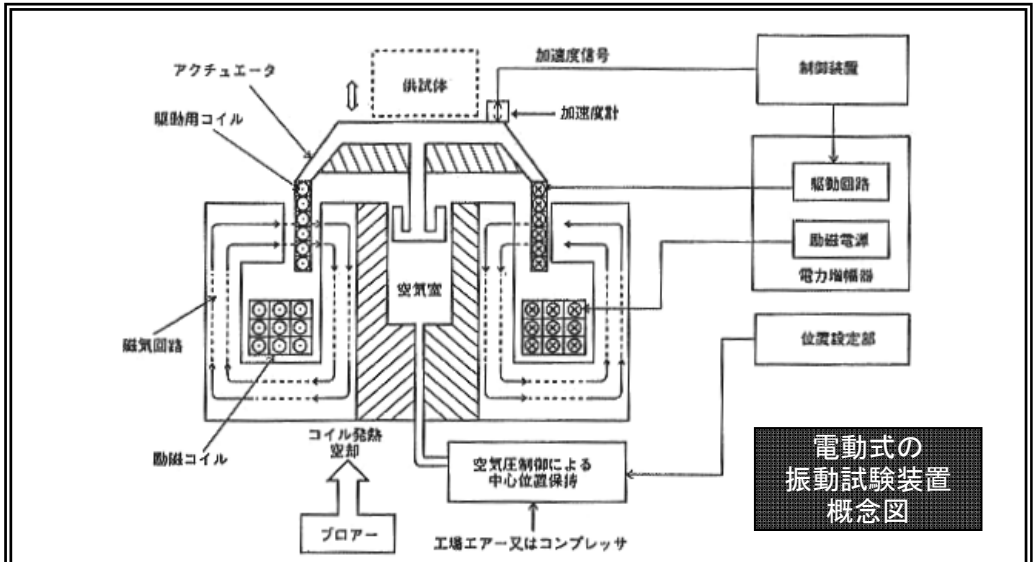 加速度信号
制御装置
アクチュエータ
供試体
加速度計
駆動用コイル
駆動回路
励磁電源
電力増幅器
空気室
磁気回路
位置設定部
コイル発熱
空却
励磁コイル
空気圧制御による
中心位置保持
電動式の
振動試験装置
概念図
ブロアー
工場エアー又はコンプレッサ